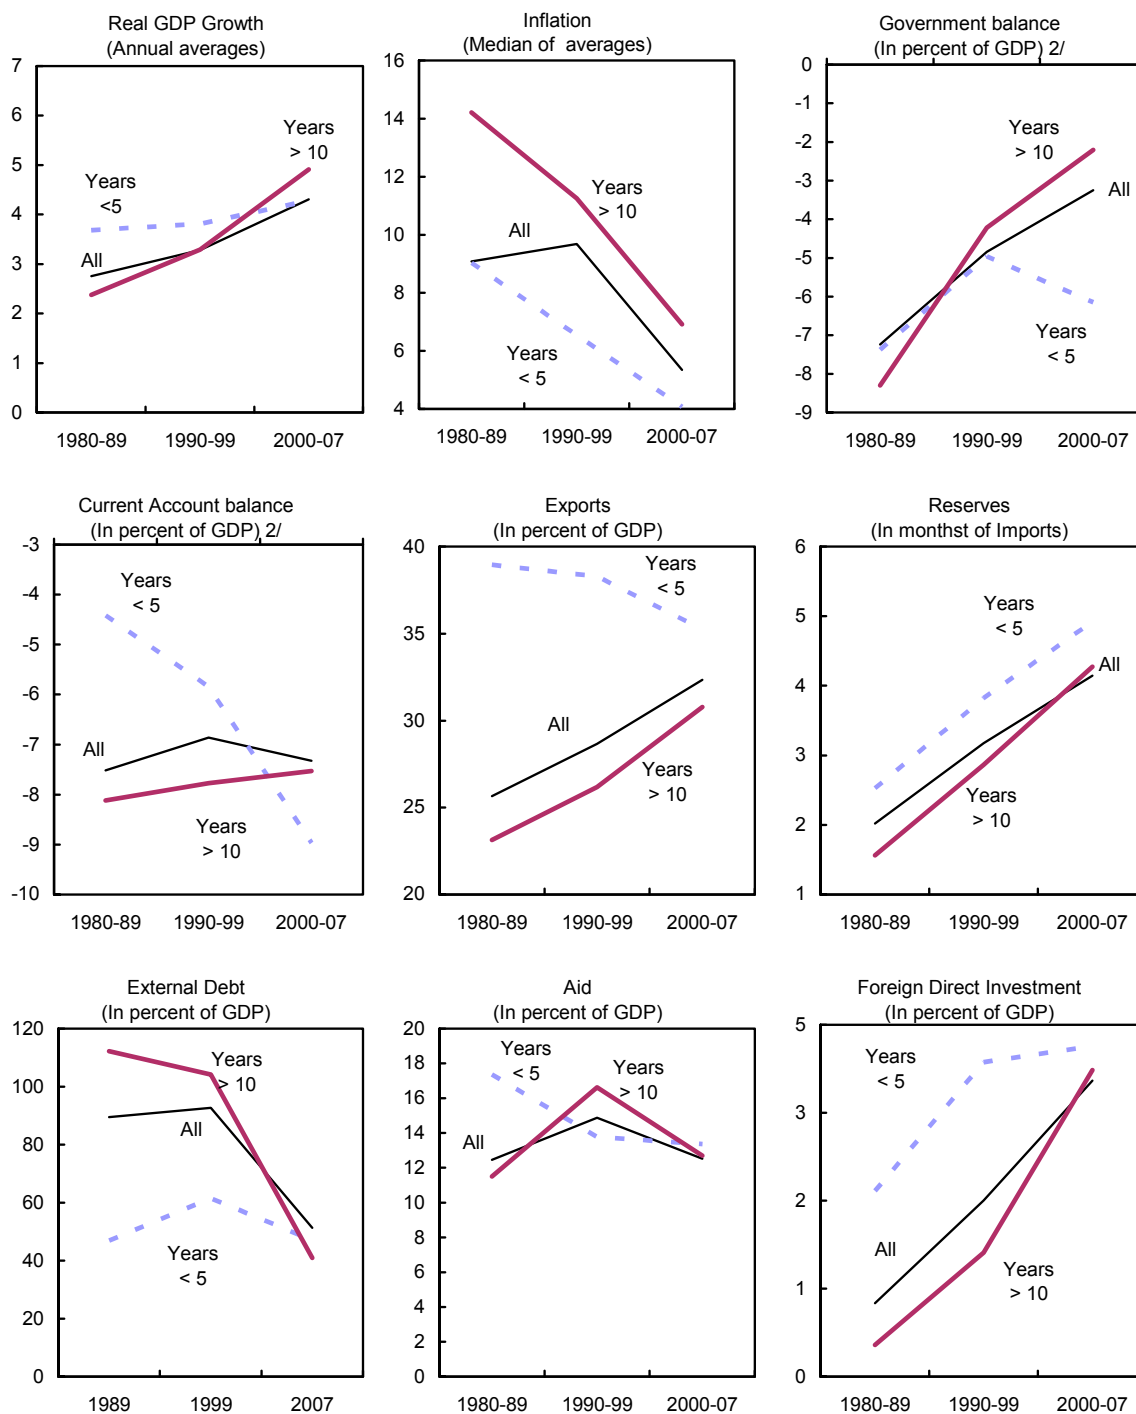 Real GDP Growth
(Annual averages)
7
6
5
4
3
2
1
0
Years
> 10
Years
<5
All
1980-89 1990-99 2000-07
Inflation
(Median of averages)
16
14
12
10
8
6
4
Years
> 10
All
Years
< 5
1980-89 1990-99 2000-07
Government balance
(In percent of GDP) 2/
0
-1
-2
-3
-4
-5
-6
-7
-8
-9
Years
> 10
All
Years
< 5
1980-89 1990-99 2000-07
Current Account balance
(In percent of GDP) 2/
-3
-4
-5
-6
-7
-8
-9
-10
Years
< 5
All
Years
> 10
1980-89 1990-99 2000-07
Exports
(In percent of GDP)
40
35
30
25
20
Years
< 5
All
Years
> 10
1980-89 1990-99 2000-07
Reserves
(In monthst of Imports)
6
5
4
3
2
1
Years
< 5
All
Years
> 10
1980-89 1990-99 2000-07
External Debt
(In percent of GDP)
120
100
80
60
40
20
0
Years
> 10
All
Years
< 5
1989 1999 2007
Aid
(In percent of GDP)
20
18
16
14
12
10
8
6
4
2
0
Years
< 5
Years
> 10
All
1980-89 1990-99 2000-07
Foreign Direct Investment
(In percent of GDP)
5
3
2
1
0
Years
< 5
All
Years
> 10
1980-89 1990-99 2000-07